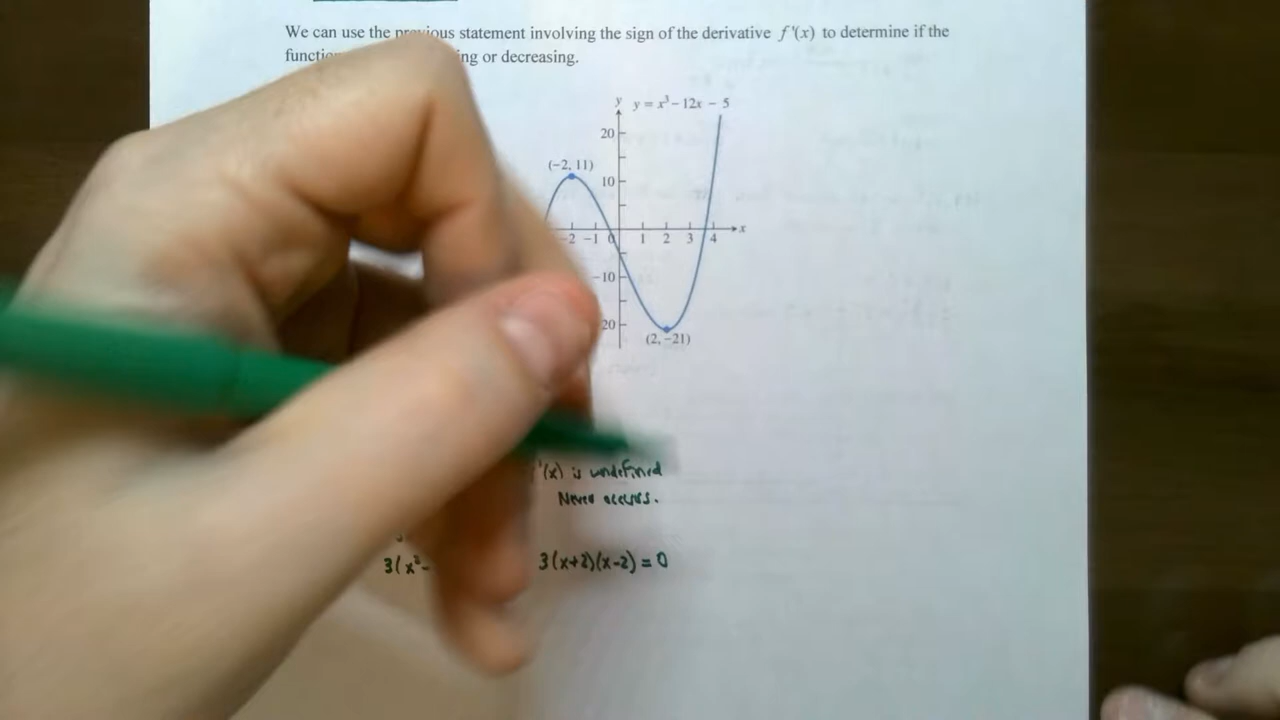 We can use the previous statement involving the sign of the derivative f'(x) to determine if the
or decreasing.
y y = x³ – 12x – 5
20
(–2, 11)
10
–2 –1 0 1 2 3 4 x
–10
20
(2, –21)
'(x) is undefined
Never occurs.
3(x²- 3(x+2)(x-2) = 0